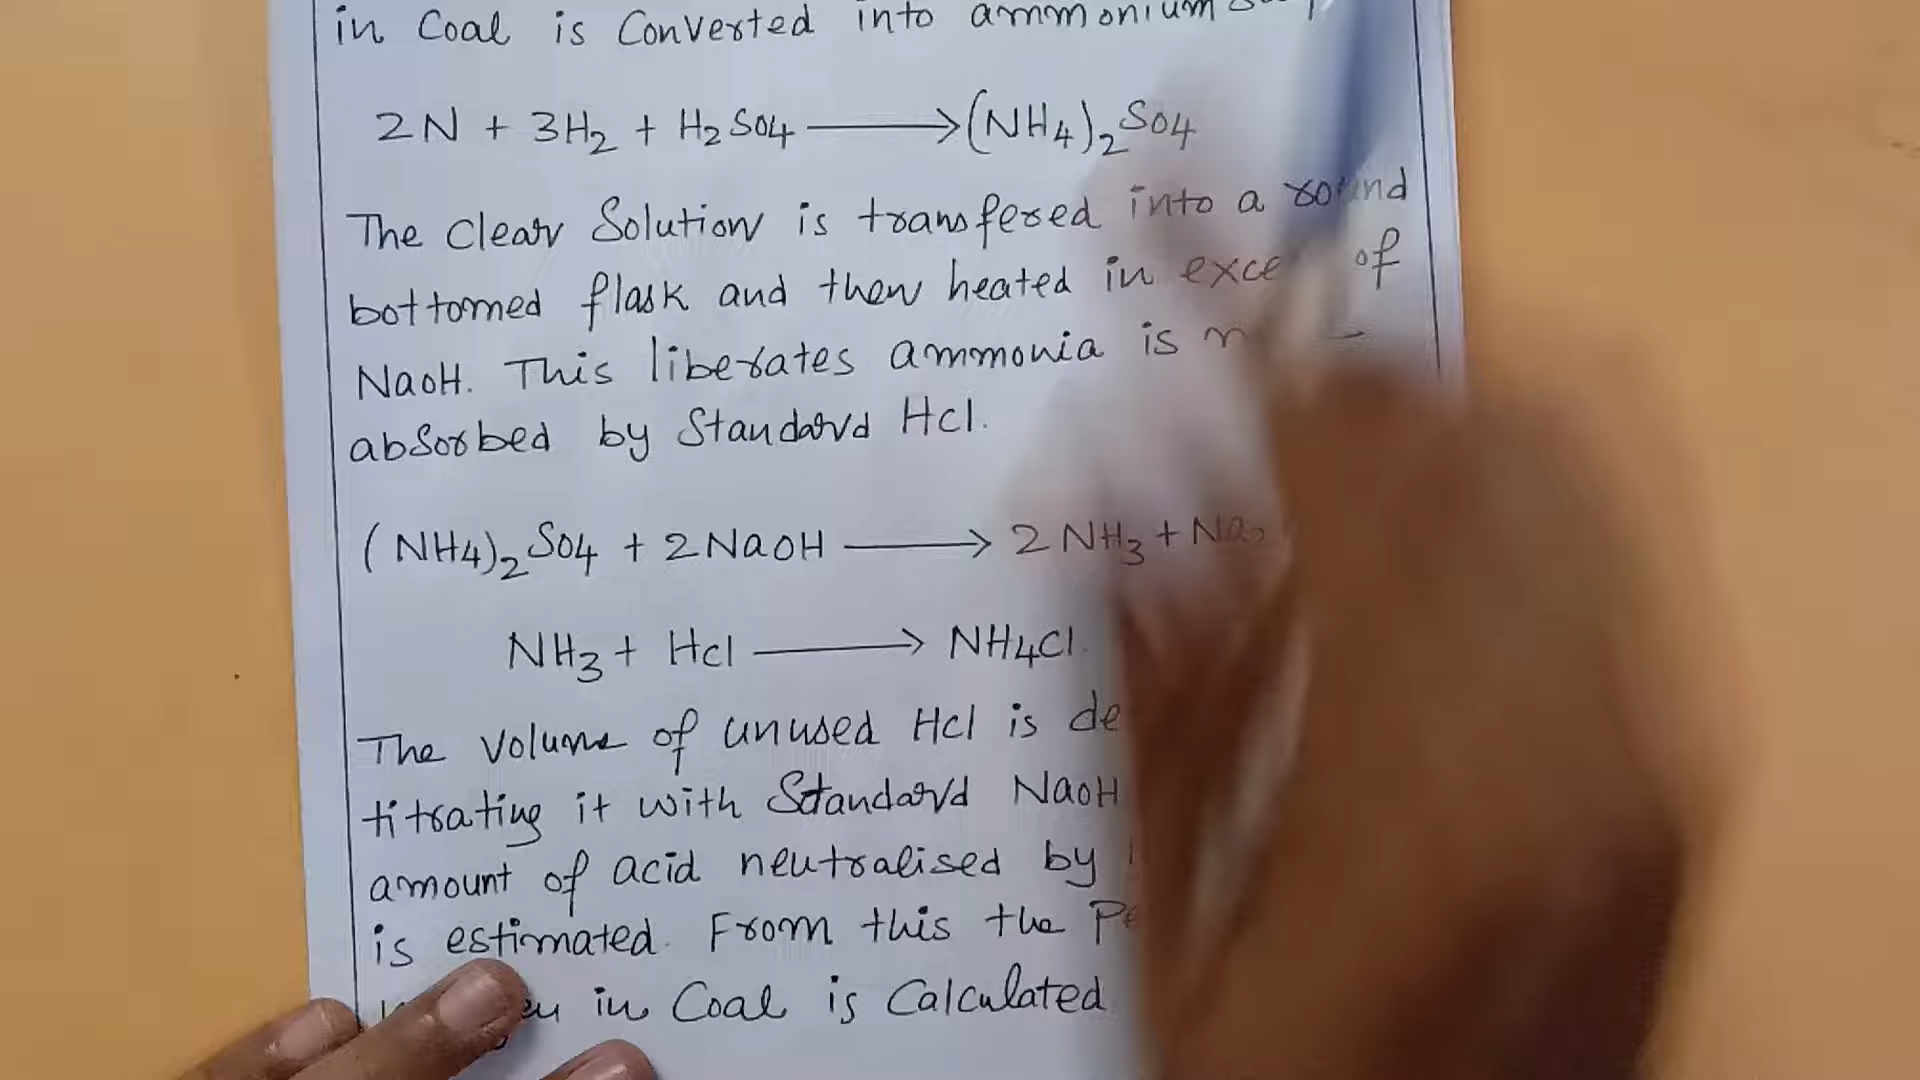 in Coal is Converted into ammonium
2N + 3H2 + H2SO4 ⟶ (NH4)2SO4
The Clear Solution is transfered into a round
bottomed flask and then heated in of
NaOH. This liberates ammonia is
absorbed by Standard Hcl.
(NH4)2SO4 + 2NaOH ⟶ 2NH3 +
NH3 + Hcl ⟶ NH4Cl.
The Volume of unused Hcl is
titrating it with Standard NaOH
amount of acid neutralised by
is estimated. From this the
in Coal is Calculated